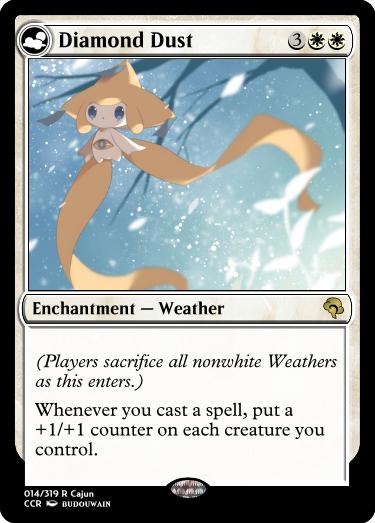 Diamond Dust 3
Enchantment — Weather
(Players sacrifice all nonwhite Weathers
as this enters.)
Whenever you cast a spell, put a
+1/+1 counter on each creature you
control.
014/319 R Cajun
CCR BUDOUWAIN